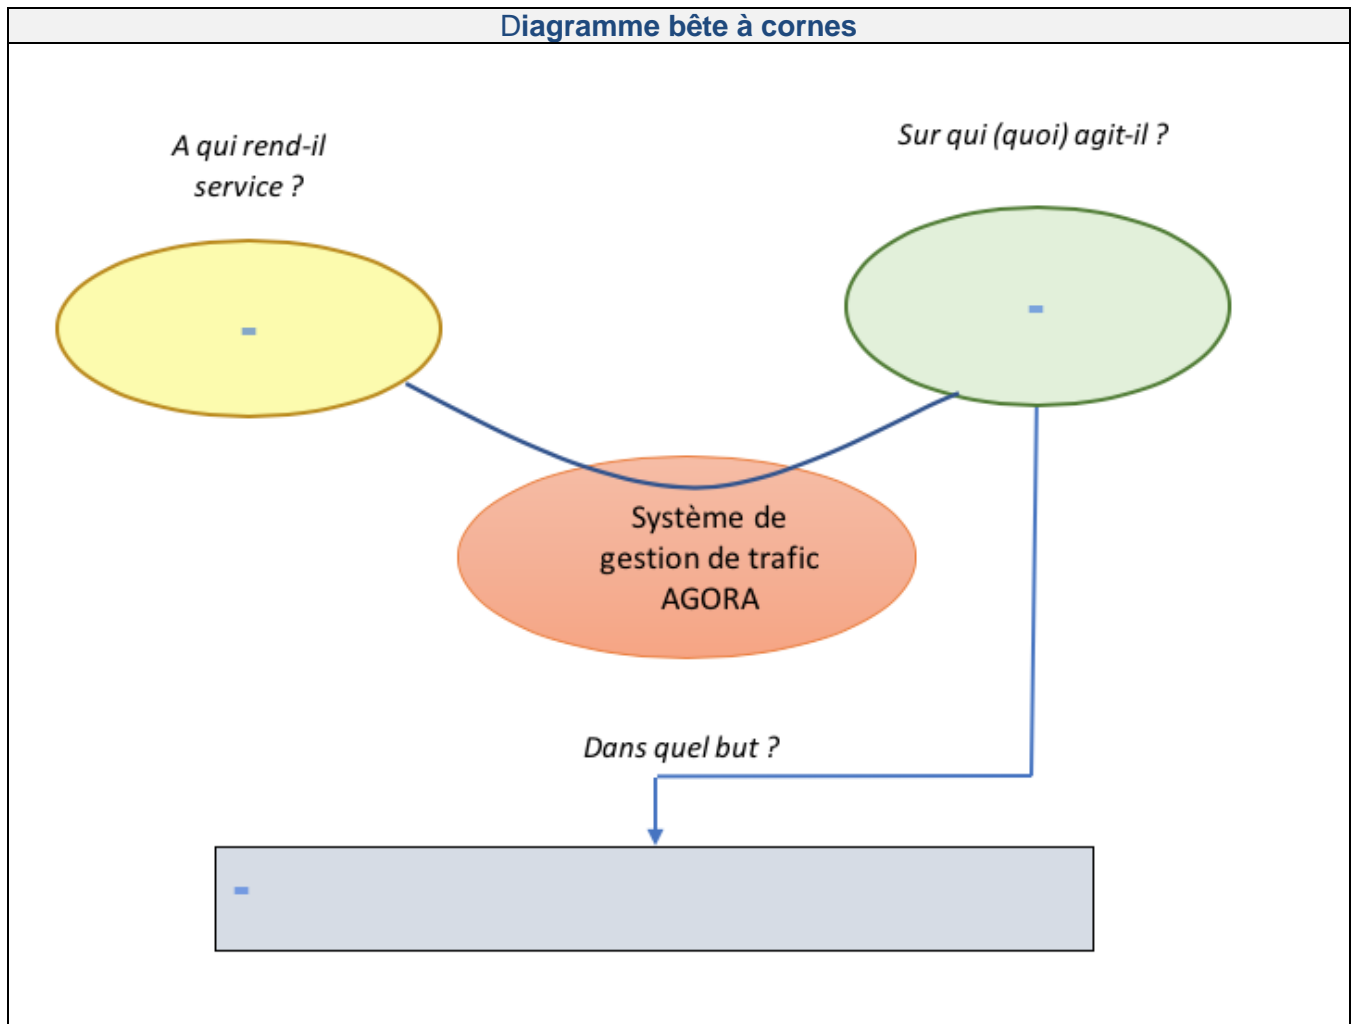 Diagramme bête à cornes
A qui rend-il
service ?
Sur qui (quoi) agit-il ?
-
-
Système de
gestion de trafic
AGORA
Dans quel but ?
-